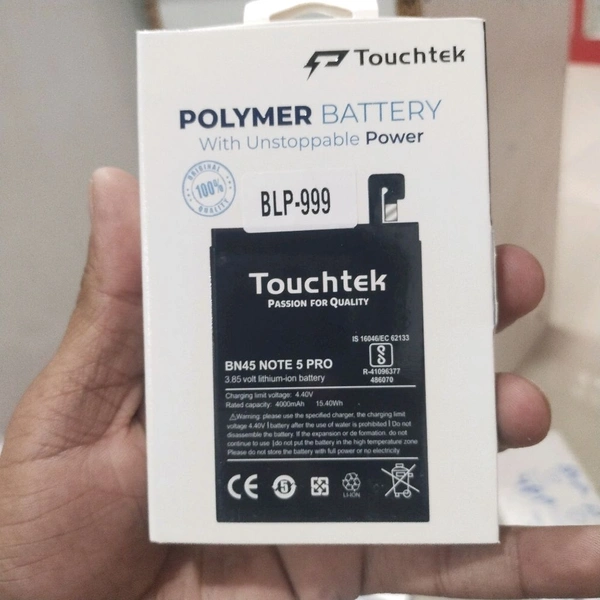 Touchtek
POLYMER BATTERY
With Unstoppable Power
ORIGINAL
100%
QUALITY
BLP-999
Touchtek
PASSION FOR QUALITY
IS 16046/EC 62133
BN45 NOTE 5 PRO
3.85 volt lithium-ion battery
R-41096377
486070
Charging limit voltage: 4.40V
Rated capacity: 4000mAh 15.40Wh
⚠Warning: please use the specified charger, the charging limit
voltage 4.40V | battery after the use of water is prohibited | Do not
disassemble the battery. If the expansion or de formation. do not
continue to use |do not put the battery in the high temperature zone
Please do not store the battery with full power or no electricity
CE
5
LI-ION